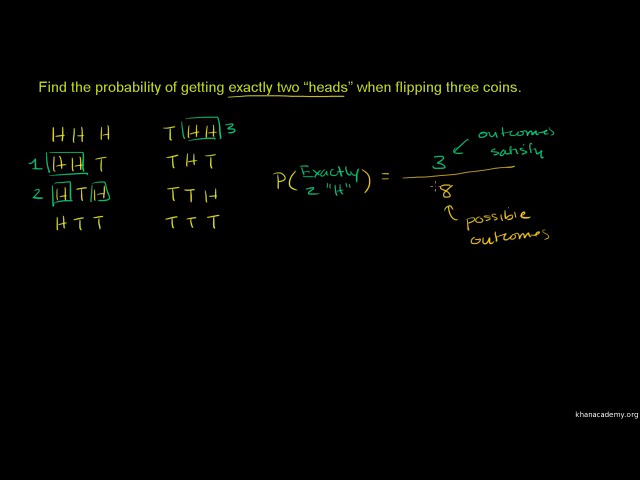 Find the probability of getting exactly two “heads” when flipping three coins.
H H H
1 H H T
2 H T H
H T T
T H H 3
T H T
T T H
T T T
P( Exactly 2 "H" ) = 3 / 8
outcomes
satisfy
possible
outcomes
khanacademy.org